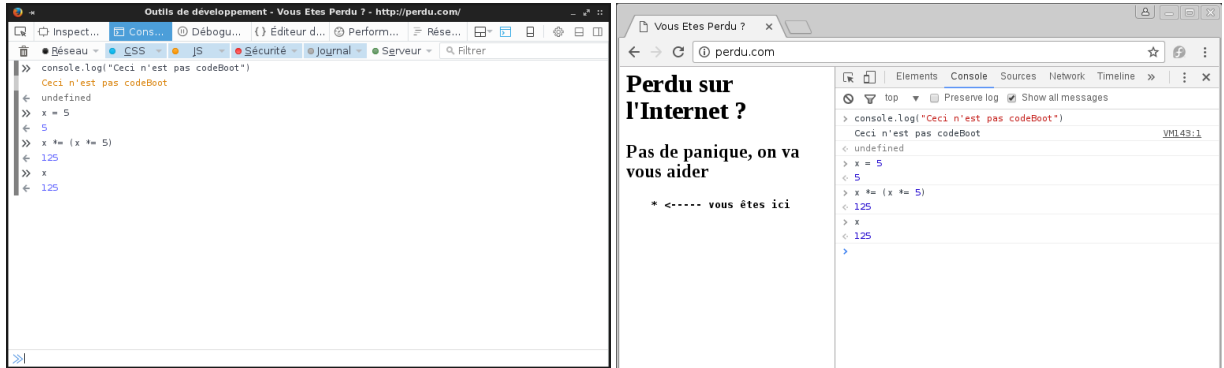 Outils de développement - Vous Etes Perdu ? - http://perdu.com/
Inspect... Cons... Débogu... {} Éditeur d... Perform... Rése...
Réseau CSS JS Sécurité Journal Serveur Filtrer
» console.log("Ceci n'est pas codeBoot")
Ceci n'est pas codeBoot
← undefined
» x = 5
← 5
» x *= (x *= 5)
← 125
» x
← 125
»
Vous Etes Perdu ? ×
perdu.com
Perdu sur
l'Internet ?
Pas de panique, on va
vous aider
* <----- vous êtes ici
Elements Console Sources Network Timeline »
top Preserve log Show all messages
> console.log("Ceci n'est pas codeBoot")
Ceci n'est pas codeBoot VM143:1
undefined
> x = 5
5
> x *= (x *= 5)
125
> x
125
>